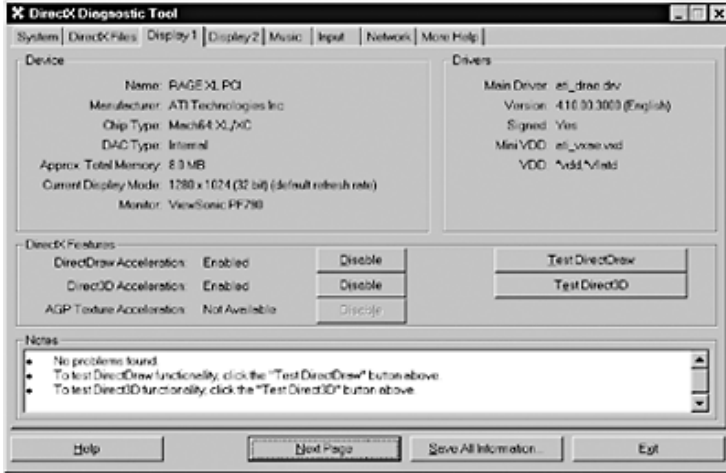 DirectX Diagnostic Tool
System DirectX Files Display 1 Display 2 Music Input Network More Help
Device
Name: RAGE XL PCI
Manufacturer: ATI Technologies Inc
Chip Type: Mach64 XL/XC
DAC Type: Internal
Approx. Total Memory: 8.0 MB
Current Display Mode: 1280 x 1024 (32 bit) (default refresh rate)
Monitor: ViewSonic PF790
Drivers
Main Driver: ati_drae.drv
Version: 4.10.00.3000 (English)
Signed: Yes
Mini VDD: ati_vxae.vxd
VDD: *vdd,*vflatd
DirectX Features
DirectDraw Acceleration: Enabled Disable
Direct3D Acceleration: Enabled Disable
AGP Texture Acceleration: Not Available Disable
Test DirectDraw
Test Direct3D
Notes
No problems found.
To test DirectDraw functionality, click the "Test DirectDraw" button above.
To test Direct3D functionality, click the "Test Direct3D" button above.
Help Next Page Save All Information... Exit